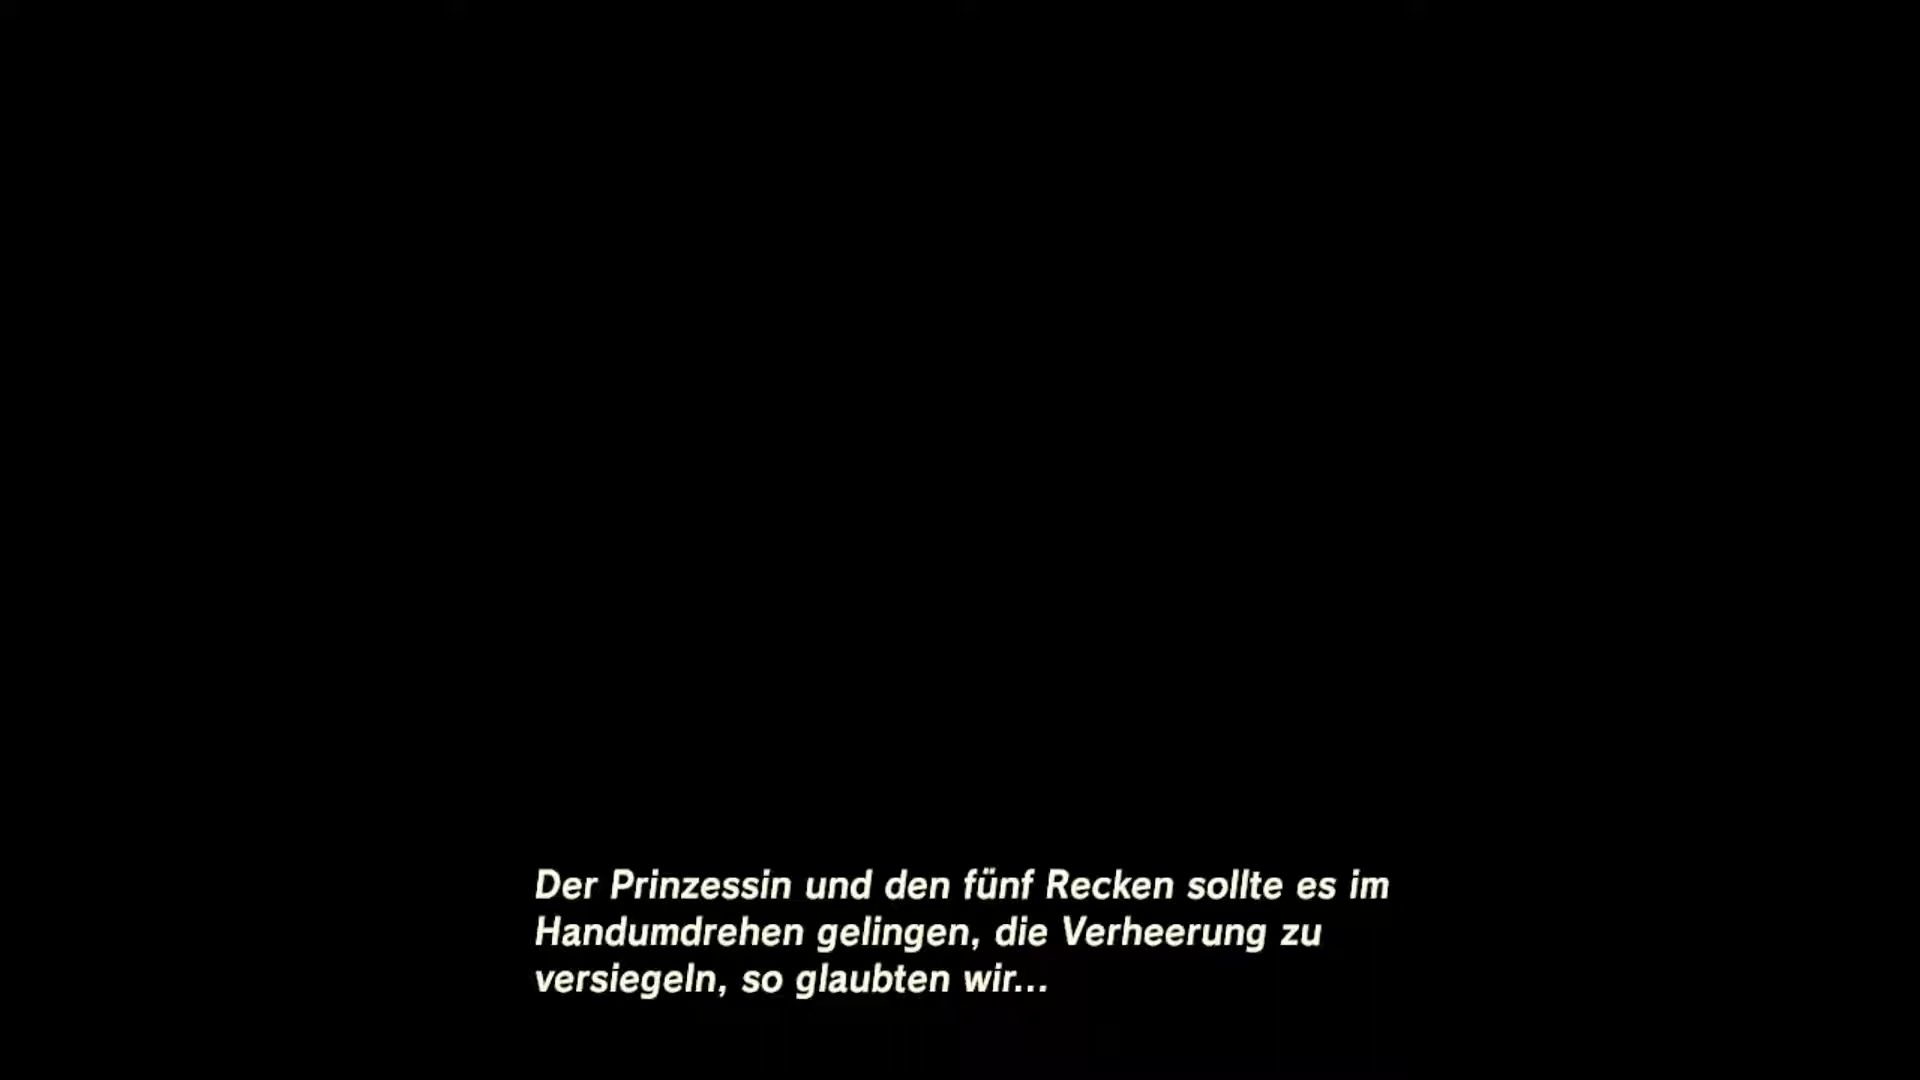 Der Prinzessin und den fünf Recken sollte es im
Handumdrehen gelingen, die Verheerung zu
versiegeln, so glaubten wir...